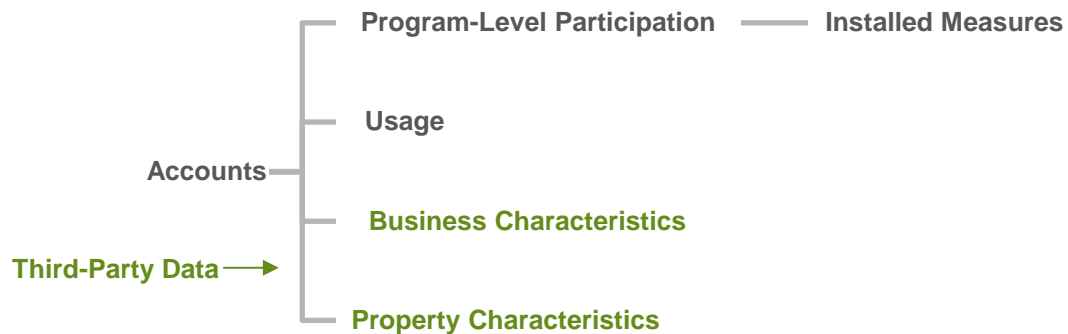 Program-Level Participation
Installed Measures
Usage
Accounts
Business Characteristics
Third-Party Data
Property Characteristics